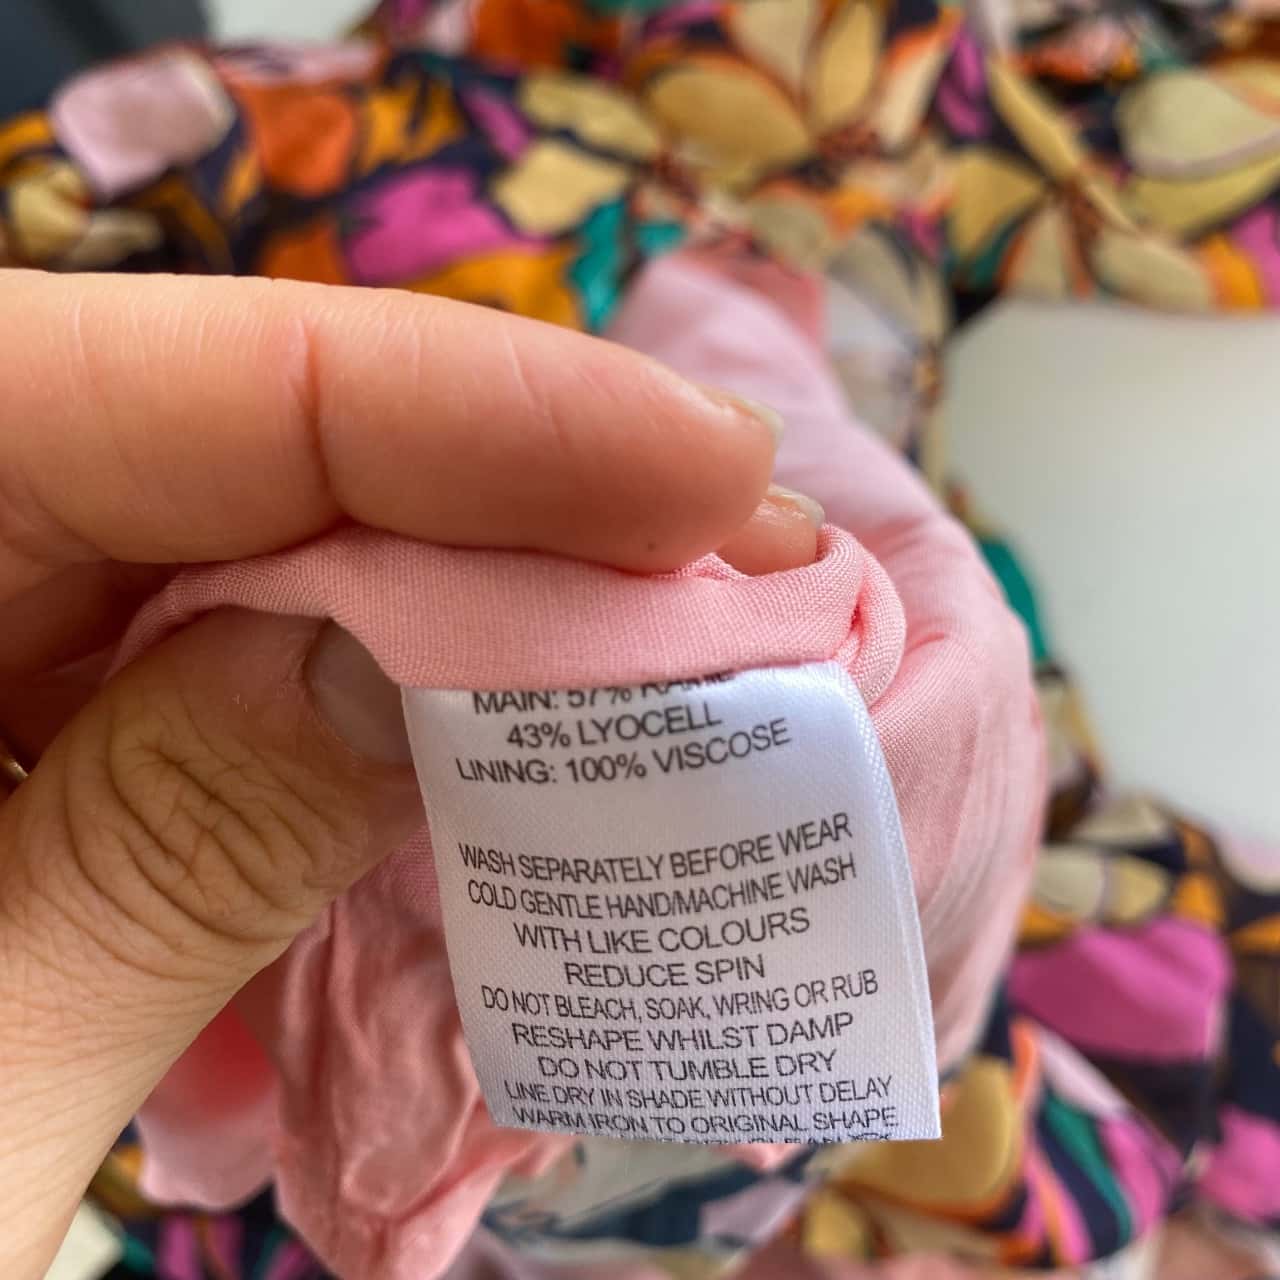 MAIN: 57% RAMIE
43% LYOCELL
LINING: 100% VISCOSE
WASH SEPARATELY BEFORE WEAR
COLD GENTLE HAND/MACHINE WASH
WITH LIKE COLOURS
REDUCE SPIN
DO NOT BLEACH, SOAK, WRING OR RUB
RESHAPE WHILST DAMP
DO NOT TUMBLE DRY
LINE DRY IN SHADE WITHOUT DELAY
WARM IRON TO ORIGINAL SHAPE